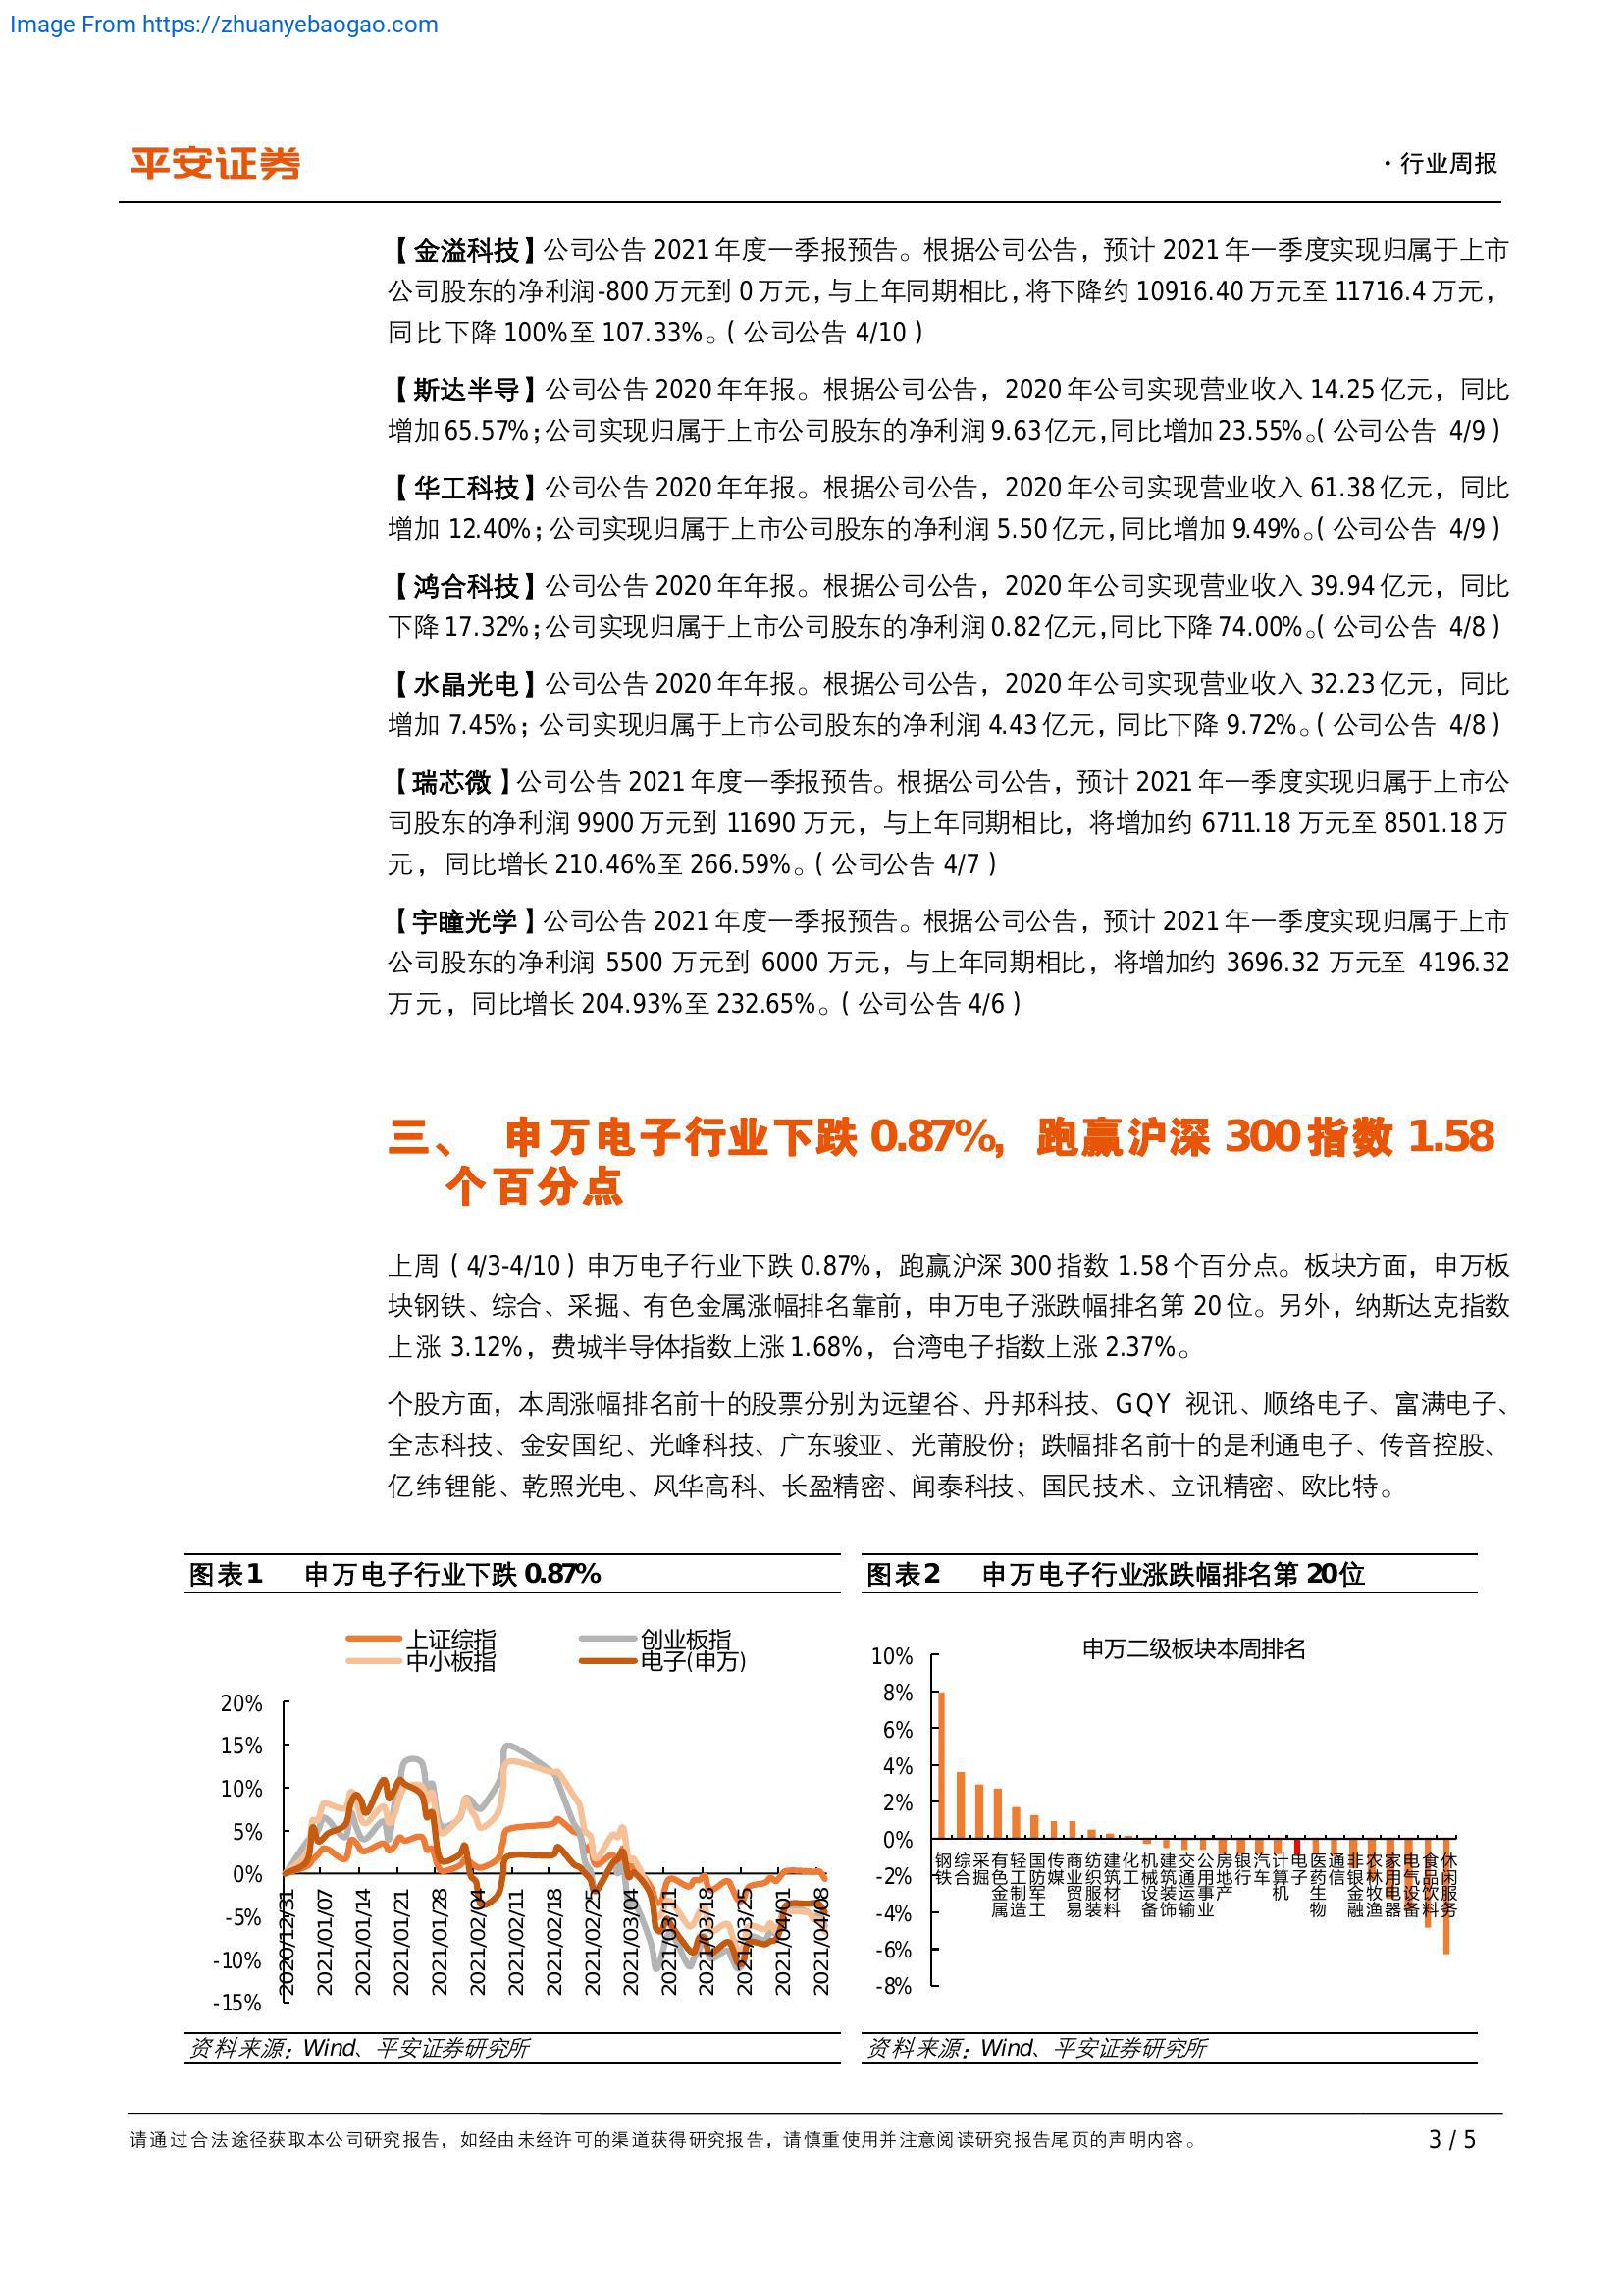 Image From https://zhuanyebaogao.com
平安证券
·行业周报
【金溢科技】公司公告 2021 年度一季报预告。根据公司公告，预计 2021 年一季度实现归属于上市
公司股东的净利润-800 万元到 0 万元，与上年同期相比，将下降约 10916.40 万元至 11716.4 万元，
同比下降 100%至 107.33%。（公司公告 4/10）
【斯达半导】公司公告 2020 年年报。根据公司公告，2020 年公司实现营业收入 14.25 亿元，同比
增加 65.57%；公司实现归属于上市公司股东的净利润 9.63 亿元，同比增加 23.55%。（公司公告 4/9）
【华工科技】公司公告 2020 年年报。根据公司公告，2020 年公司实现营业收入 61.38 亿元，同比
增加 12.40%；公司实现归属于上市公司股东的净利润 5.50 亿元，同比增加 9.49%。（公司公告 4/9）
【鸿合科技】公司公告 2020 年年报。根据公司公告，2020 年公司实现营业收入 39.94 亿元，同比
下降 17.32%；公司实现归属于上市公司股东的净利润 0.82 亿元，同比下降 74.00%。（公司公告 4/8）
【水晶光电】公司公告 2020 年年报。根据公司公告，2020 年公司实现营业收入 32.23 亿元，同比
增加 7.45%；公司实现归属于上市公司股东的净利润 4.43 亿元，同比下降 9.72%。（公司公告 4/8）
【瑞芯微】公司公告 2021 年度一季报预告。根据公司公告，预计 2021 年一季度实现归属于上市公
司股东的净利润 9900 万元到 11690 万元，与上年同期相比，将增加约 6711.18 万元至 8501.18 万
元，同比增长 210.46%至 266.59%。（公司公告 4/7）
【宇瞳光学】公司公告 2021 年度一季报预告。根据公司公告，预计 2021 年一季度实现归属于上市
公司股东的净利润 5500 万元到 6000 万元，与上年同期相比，将增加约 3696.32 万元至 4196.32
万元，同比增长 204.93%至 232.65%。（公司公告 4/6）
三、 申万电子行业下跌 0.87%，跑赢沪深 300 指数 1.58
个百分点
上周（4/3-4/10）申万电子行业下跌 0.87%，跑赢沪深 300 指数 1.58 个百分点。板块方面，申万板
块钢铁、综合、采掘、有色金属涨幅排名靠前，申万电子涨跌幅排名第 20 位。另外，纳斯达克指数
上涨 3.12%，费城半导体指数上涨 1.68%，台湾电子指数上涨 2.37%。
个股方面，本周涨幅排名前十的股票分别为远望谷、丹邦科技、GQY 视讯、顺络电子、富满电子、
全志科技、金安国纪、光峰科技、广东骏亚、光莆股份；跌幅排名前十的是利通电子、传音控股、
亿纬锂能、乾照光电、风华高科、长盈精密、闻泰科技、国民技术、立讯精密、欧比特。
图表1 申万电子行业下跌 0.87%
上证综指 创业板指
中小板指 电子(申万)
20%
15%
10%
5%
0%
-5%
-10%
-15%
2020/12/31
2021/01/07
2021/01/14
2021/01/21
2021/01/28
2021/02/04
2021/02/11
2021/02/18
2021/02/25
2021/03/04
2021/03/11
2021/03/18
2021/03/25
2021/04/01
2021/04/08
资料来源：Wind、平安证券研究所
图表2 申万电子行业涨跌幅排名第 20 位
申万二级板块本周排名
10%
8%
6%
4%
2%
0%
-2%
-4%
-6%
-8%
钢铁
综合
采掘
有色金属
轻工制造
国防军工
传媒
商业贸易
纺织服装
建筑材料
化工
机械设备
建筑装饰
交通运输
公用事业
房地产
银行
汽车
计算机
电子
医药生物
通信
非银金融
农林牧渔
家用电器
电气设备
食品饮料
休闲服务
资料来源：Wind、平安证券研究所
请通过合法途径获取本公司研究报告，如经由未经许可的渠道获得研究报告，请慎重使用并注意阅读研究报告尾页的声明内容。
3 / 5